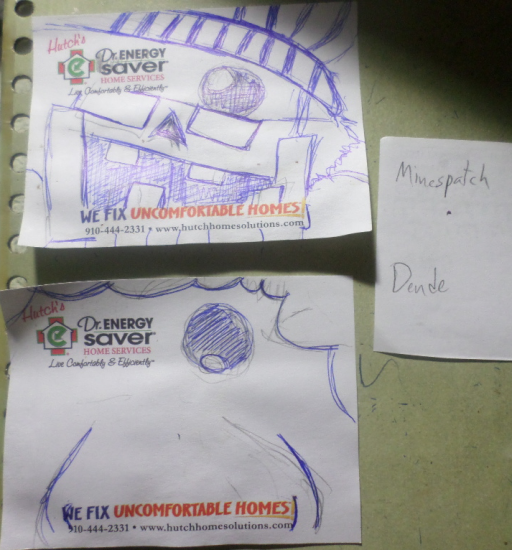 Hutch's
Dr. ENERGY
saver
HOME SERVICES
Live Comfortably & Efficiently™
WE FIX UNCOMFORTABLE HOMES
910-444-2331 • www.hutchhomesolutions.com
Minespatch
Dende
Hutch's
Dr. ENERGY
saver
HOME SERVICES
Live Comfortably & Efficiently™
WE FIX UNCOMFORTABLE HOMES
910-444-2331 • www.hutchhomesolutions.com